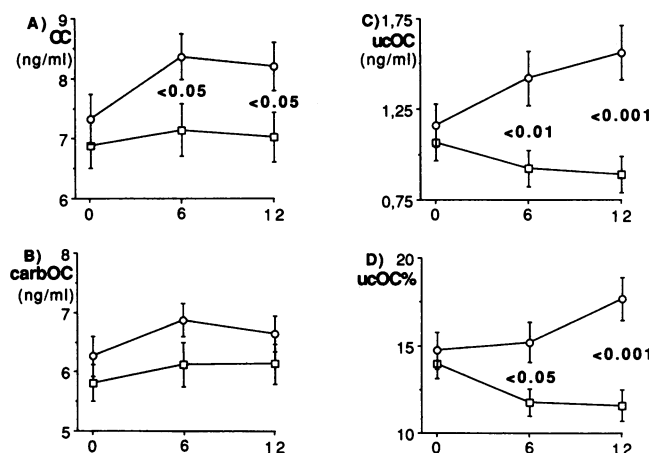 A)
OC
(ng/ml)
9
8
7
6
<0.05
<0.05
0
6
12
B)
carbOC
(ng/ml)
8
7
6
5
0
6
12
C)
ucOC
(ng/ml)
1,75
1,25
0,75
<0.01
<0.001
0
6
12
D)
ucOC%
20
15
10
<0.05
<0.001
0
6
12